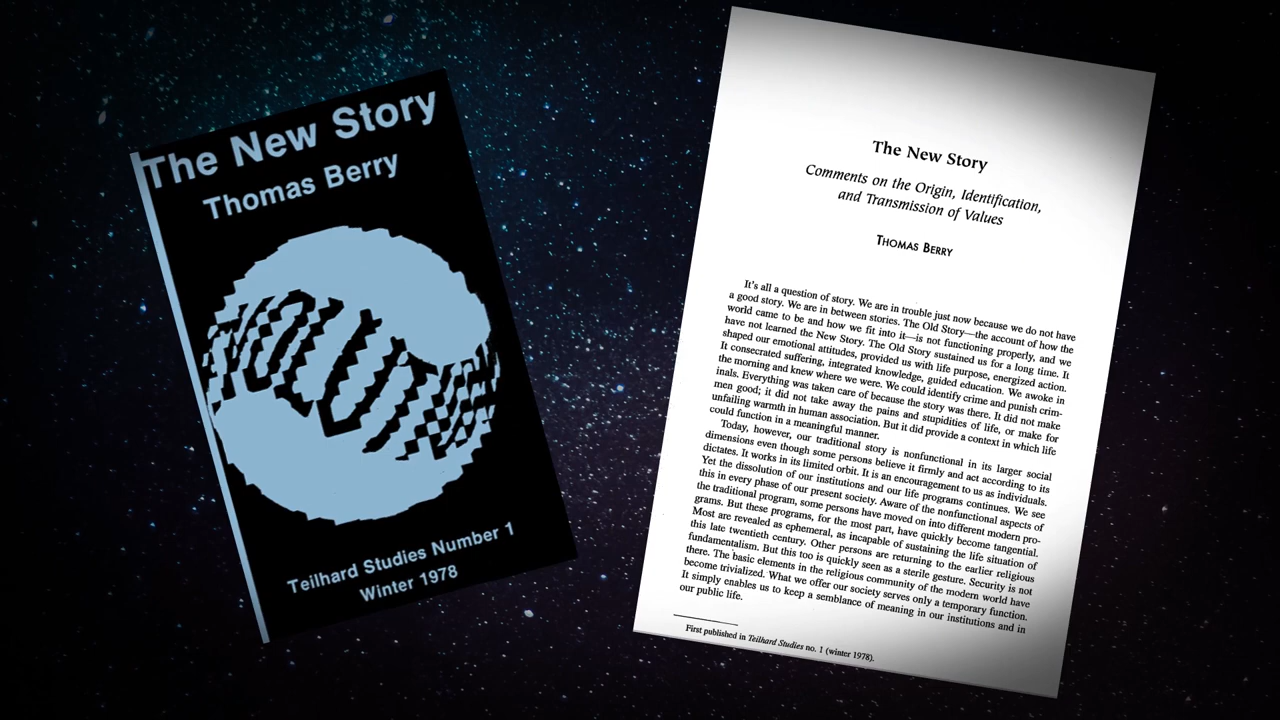 The New Story
Thomas Berry
Teilhard Studies Number 1
Winter 1978
The New Story
Comments on the Origin, Identification,
and Transmission of Values
Thomas Berry
It's all a question of story. We are in trouble just now because we do not have
a good story. We are in between stories. The Old Story—the account of how the
world came to be and how we fit into it—is not functioning properly, and we
have not learned the New Story. The Old Story sustained us for a long time. It
shaped our emotional attitudes, provided us with life purpose, energized action.
It consecrated suffering, integrated knowledge, guided education. We awoke in
the morning and knew where we were. We could identify crime and punish crim-
inals. Everything was taken care of because the story was there. It did not make
men good; it did not take away the pains and stupidities of life, or make for
unfailing warmth in human association. But it did provide a context in which life
could function in a meaningful manner.
Today, however, our traditional story is nonfunctional in its larger social
dimensions even though some persons believe it firmly and act according to its
dictates. It works in its limited orbit. It is an encouragement to us as individuals.
Yet the dissolution of our institutions and our life programs continues. We see
this in every phase of our present society. Aware of the nonfunctional aspects of
the traditional program, some persons have moved on into different modern pro-
grams. But these programs, for the most part, have quickly become tangential.
Most are revealed as ephemeral, as incapable of sustaining the life situation of
this late twentieth century. Other persons are returning to the earlier religious
fundamentalism. But this too is quickly seen as a sterile gesture. Security is not
there. The basic elements in the religious community of the modern world have
become trivialized. What we offer our society serves only a temporary function.
It simply enables us to keep a semblance of meaning in our institutions and in
our public life.
First published in Teilhard Studies no. 1 (winter 1978).